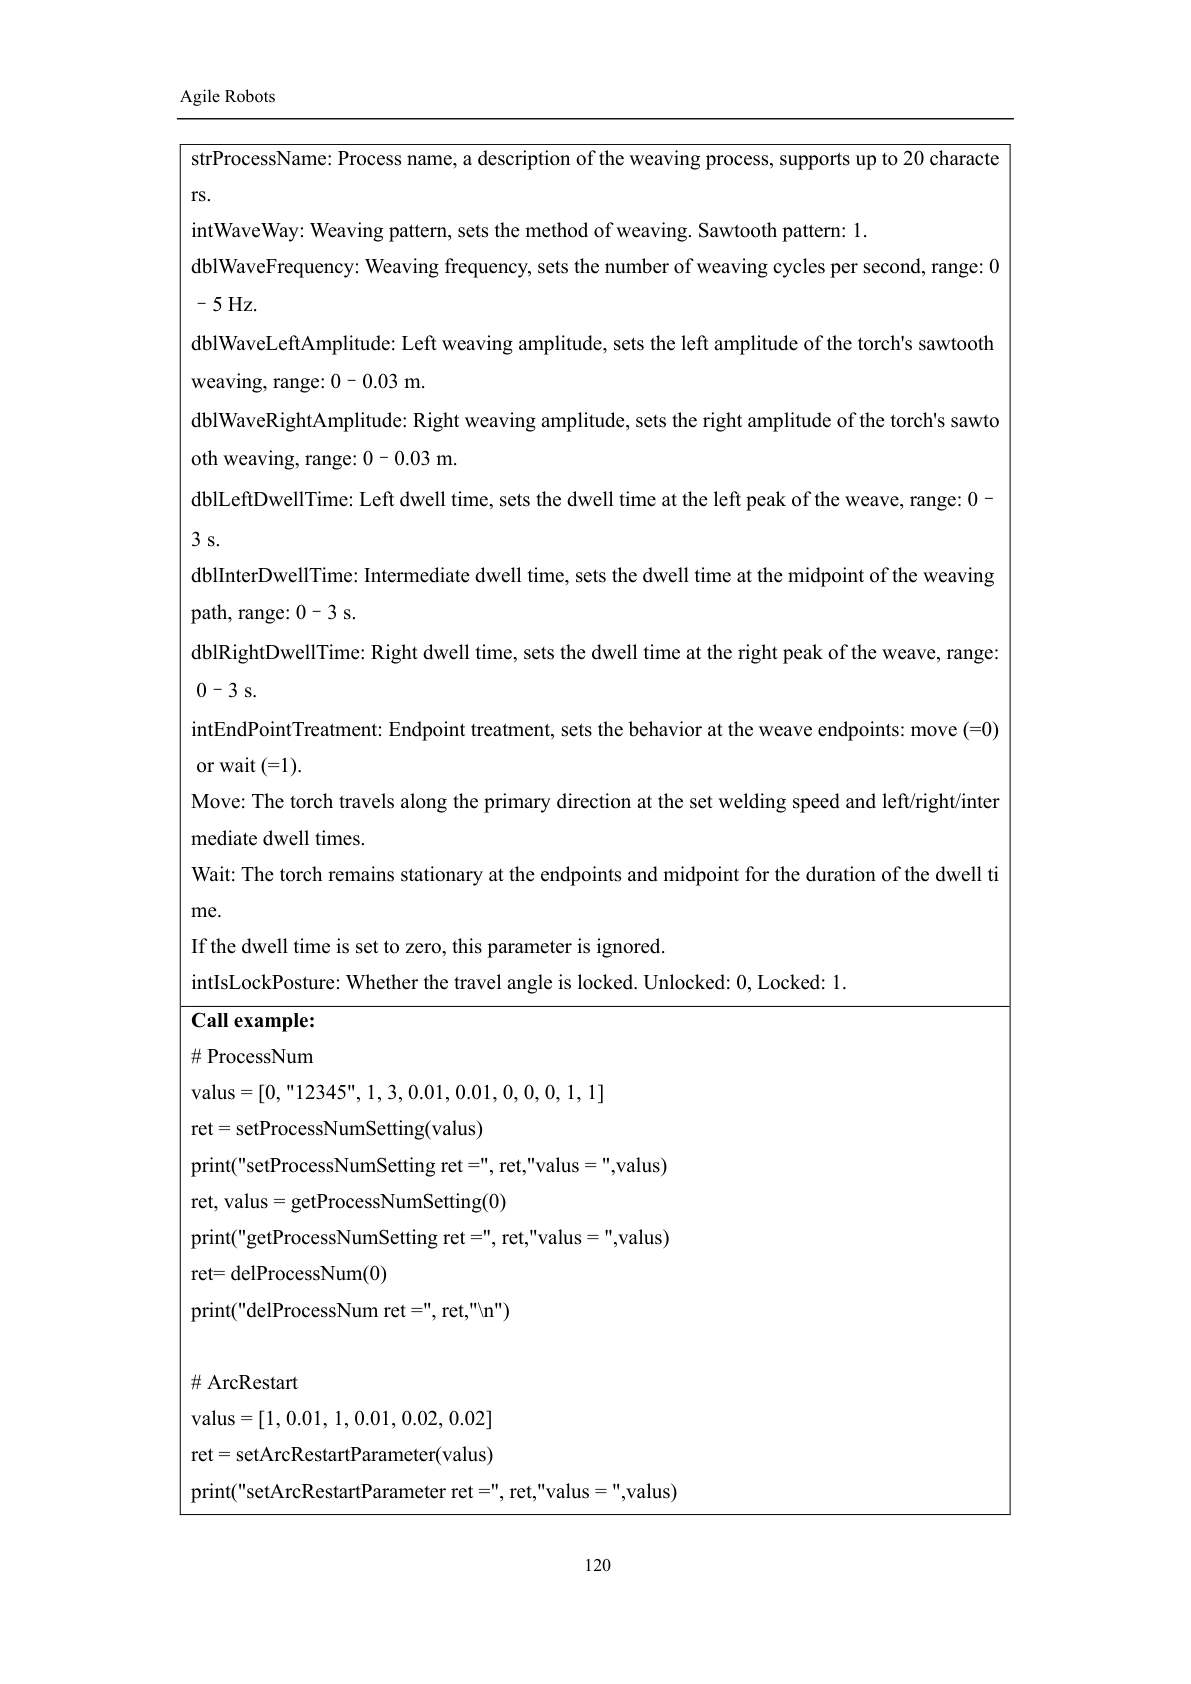 Agile Robots
strProcessName: Process name, a description of the weaving process, supports up to 20 characte
rs.
intWaveWay: Weaving pattern, sets the method of weaving. Sawtooth pattern: 1.
dblWaveFrequency: Weaving frequency, sets the number of weaving cycles per second, range: 0
– 5 Hz.
dblWaveLeftAmplitude: Left weaving amplitude, sets the left amplitude of the torch's sawtooth
weaving, range: 0 – 0.03 m.
dblWaveRightAmplitude: Right weaving amplitude, sets the right amplitude of the torch's sawto
oth weaving, range: 0 – 0.03 m.
dblLeftDwellTime: Left dwell time, sets the dwell time at the left peak of the weave, range: 0 –
3 s.
dblInterDwellTime: Intermediate dwell time, sets the dwell time at the midpoint of the weaving
path, range: 0 – 3 s.
dblRightDwellTime: Right dwell time, sets the dwell time at the right peak of the weave, range:
0 – 3 s.
intEndPointTreatment: Endpoint treatment, sets the behavior at the weave endpoints: move (=0)
or wait (=1).
Move: The torch travels along the primary direction at the set welding speed and left/right/inter
mediate dwell times.
Wait: The torch remains stationary at the endpoints and midpoint for the duration of the dwell ti
me.
If the dwell time is set to zero, this parameter is ignored.
intIsLockPosture: Whether the travel angle is locked. Unlocked: 0, Locked: 1.
Call example:
# ProcessNum
valus = [0, "12345", 1, 3, 0.01, 0.01, 0, 0, 0, 1, 1]
ret = setProcessNumSetting(valus)
print("setProcessNumSetting ret =", ret,"valus = ",valus)
ret, valus = getProcessNumSetting(0)
print("getProcessNumSetting ret =", ret,"valus = ",valus)
ret= delProcessNum(0)
print("delProcessNum ret =", ret,"\n")
# ArcRestart
valus = [1, 0.01, 1, 0.01, 0.02, 0.02]
ret = setArcRestartParameter(valus)
print("setArcRestartParameter ret =", ret,"valus = ",valus)
120